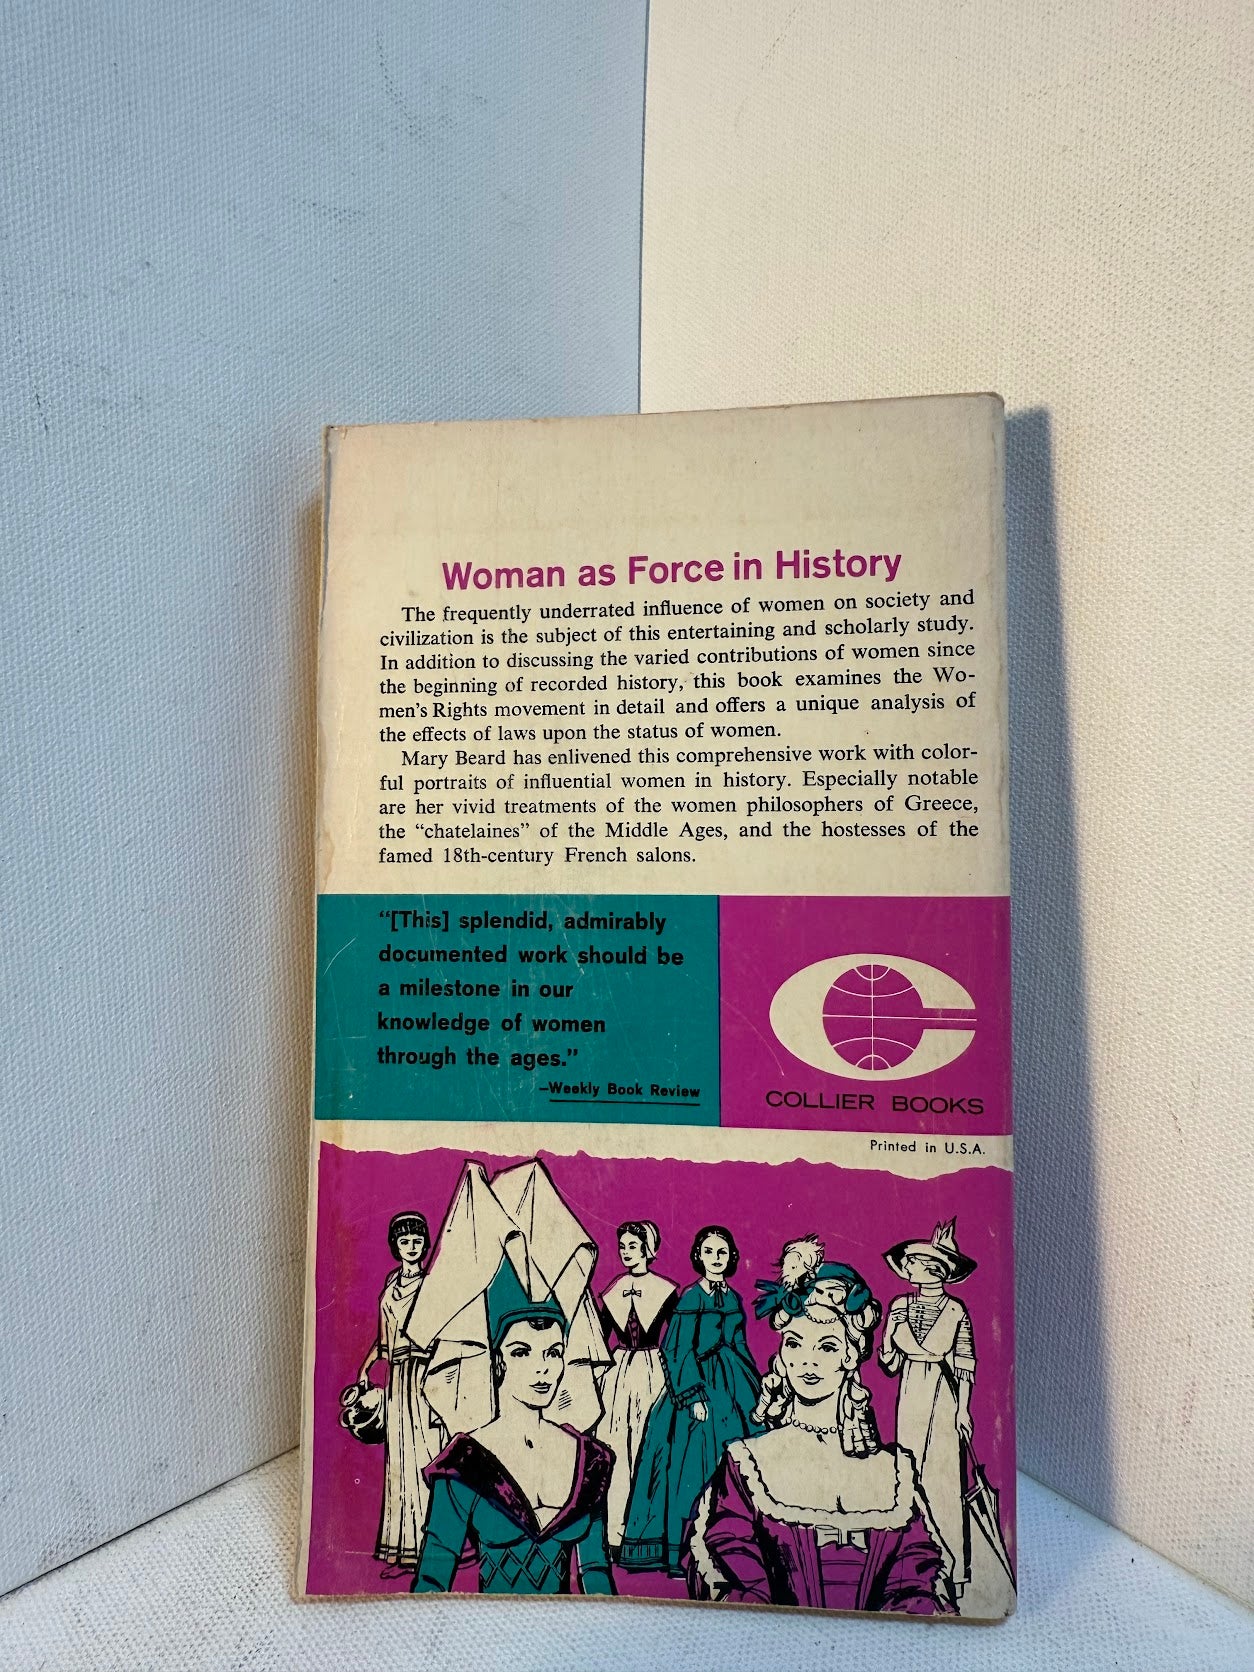 Woman as Force in History
The frequently underrated influence of women on society and
civilization is the subject of this entertaining and scholarly study.
In addition to discussing the varied contributions of women since
the beginning of recorded history, this book examines the Wo-
men's Rights movement in detail and offers a unique analysis of
the effects of laws upon the status of women.
Mary Beard has enlivened this comprehensive work with color-
ful portraits of influential women in history. Especially notable
are her vivid treatments of the women philosophers of Greece,
the “chatelaines” of the Middle Ages, and the hostesses of the
famed 18th-century French salons.
“[This] splendid, admirably
documented work should be
a milestone in our
knowledge of women
through the ages.”
–Weekly Book Review
COLLIER BOOKS
Printed in U.S.A.